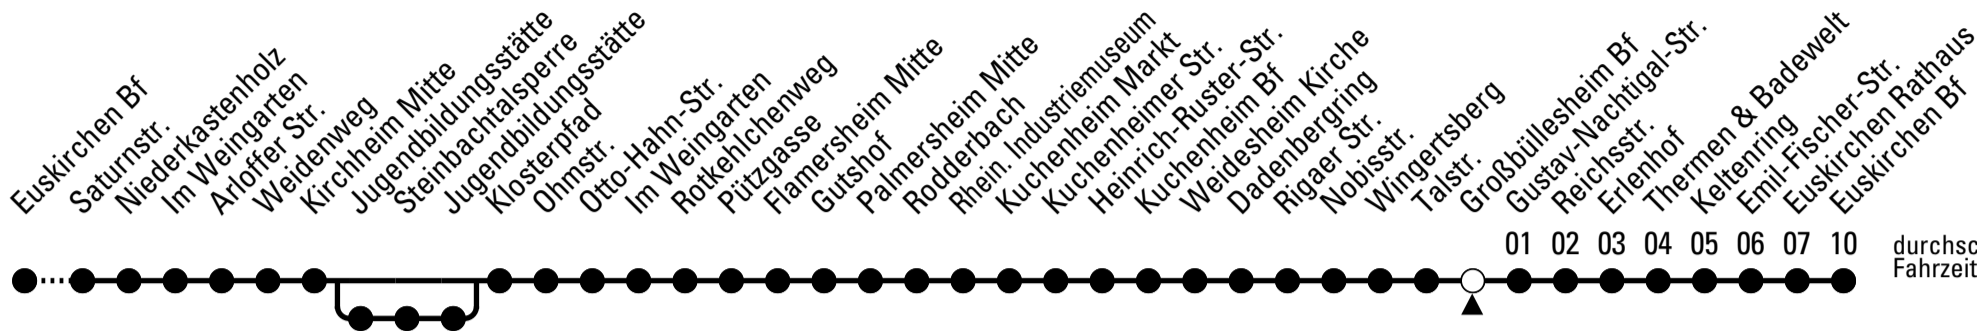 Euskirchen Bf
Saturnstr.
Niederkastenholz
Im Weingarten
Arloffer Str.
Weidenweg
Kirchheim Mitte
Jugendbildungsstätte
Steinbachtalsperre
Jugendbildungsstätte
Klosterpfad
Ohmstr.
Otto-Hahn-Str.
Im Weingarten
Rotkehlchenweg
Pützgasse
Flamersheim Mitte
Gutshof
Palmersheim Mitte
Rodderbach
Rhein. Industriemuseum
Kuchenheim Markt
Kuchenheimer Str.
Heinrich-Ruster-Str.
Kuchenheim Bf
Weidesheim Kirche
Dadenbergring
Rigaer Str.
Nobisstr.
Wingertsberg
Talstr.
Großbüllesheim Bf
Gustav-Nachtigal-Str.
Reichsstr.
Erlenhof
Thermen & Badewelt
Keltenring
Emil-Fischer-Str.
Euskirchen Rathaus
Euskirchen Bf
01 02 03 04 05 06 07 10
durchsc
Fahrzeit